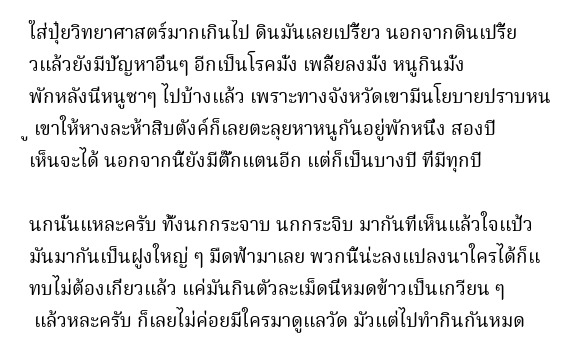 ใส่ปุ๋ยวิทยาศาสตร์มากเกินไป ดินมันเลยเปรี้ยว นอกจากดินเปรี้ย
วแล้วยังมีปัญหาอื่นๆ อีกเป็นโรคมั่ง เพลี้ยลงมั่ง หนูกินมั่ง
พักหลังนี่หนูซาๆ ไปบ้างแล้ว เพราะทางจังหวัดเขามีนโยบายปราบหน
ู เขาให้หางละห้าสิบตังค์ก็เลยตะลุยหาหนูกันอยู่พักหนึ่ง สองปี
เห็นจะได้ นอกจากนี้ยังมีตั๊กแตนอีก แต่ก็เป็นบางปี ที่มีทุกปี

นกนั่นแหละครับ ทั้งนกกระจาบ นกกระจิบ มากันทีเห็นแล้วใจแป้ว
มันมากันเป็นฝูงใหญ่ ๆ มืดฟ้ามาเลย พวกนี้น่ะลงแปลงนาใครได้ก็แ
ทบไม่ต้องเกี่ยวแล้ว แค่มันกินตัวละเม็ดนี่หมดข้าวเป็นเกวียน ๆ
แล้วหละครับ ก็เลยไม่ค่อยมีใครมาดูแลวัด มัวแต่ไปทำกินกันหมด